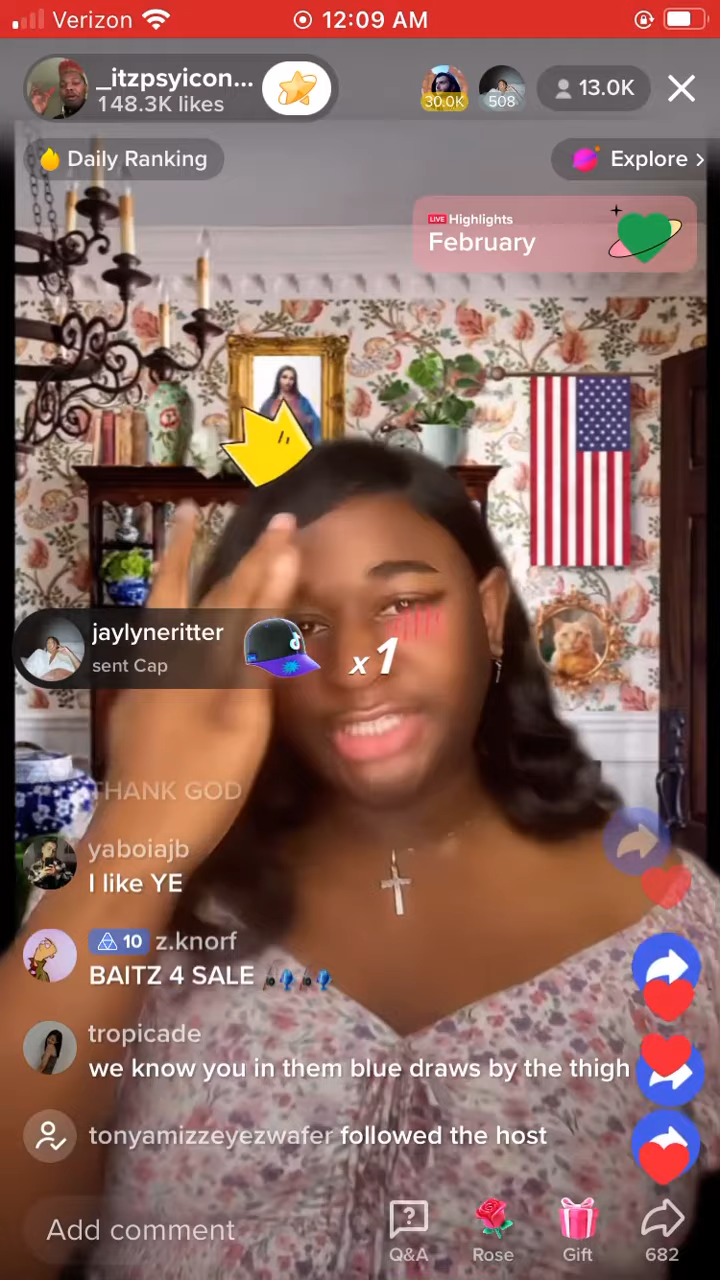 Verizon 12:09 AM
_itzpsyicon...
148.3K likes
30.0K
508
13.0K
Daily Ranking
Explore >
LIVE Highlights
February
jaylyneritter
sent Cap
x1
THANK GOD
yaboiajb
I like YE
10 z.knorf
BAITZ 4 SALE 🎣🎣
tropicade
we know you in them blue draws by the thigh
tonyamizzeyezwafer followed the host
Add comment
Q&A
Rose
Gift
682